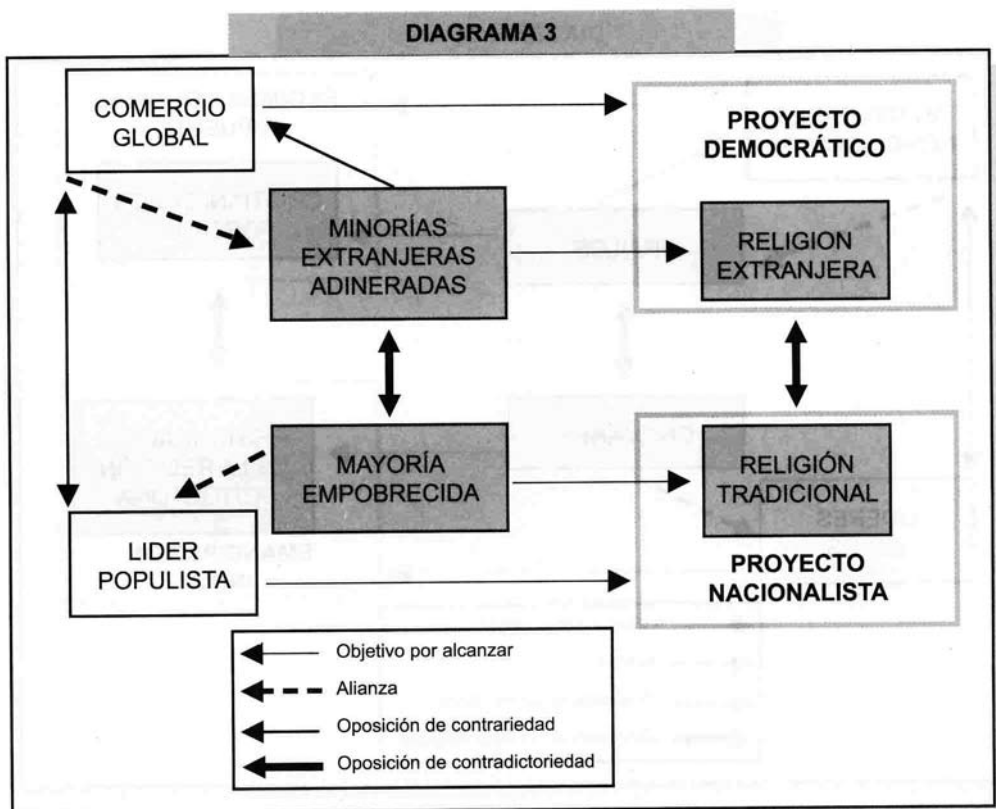 DIAGRAMA 3
COMERCIO
GLOBAL
PROYECTO
DEMOCRÁTICO
MINORÍAS
EXTRANJERAS
ADINERADAS
RELIGION
EXTRANJERA
MAYORÍA
EMPOBRECIDA
RELIGIÓN
TRADICIONAL
LIDER
POPULISTA
PROYECTO
NACIONALISTA
Objetivo por alcanzar
Alianza
Oposición de contrariedad
Oposición de contradictoriedad